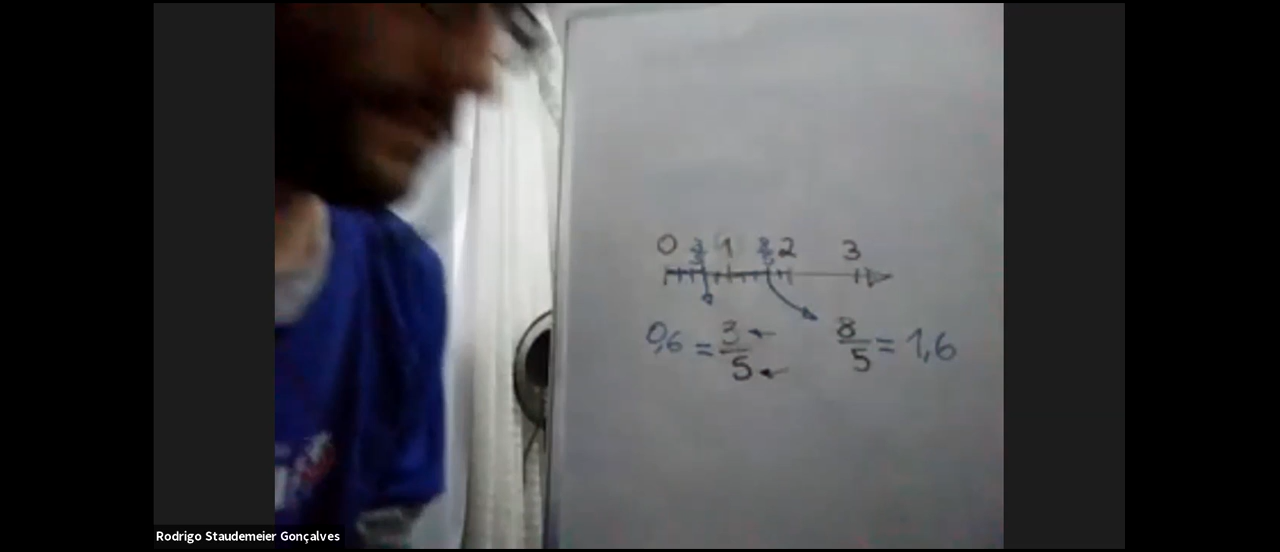 0 3/5 1 8/5 2 3
0,6 = 3/5 8/5 = 1,6
Rodrigo Staudemeier Gonçalves